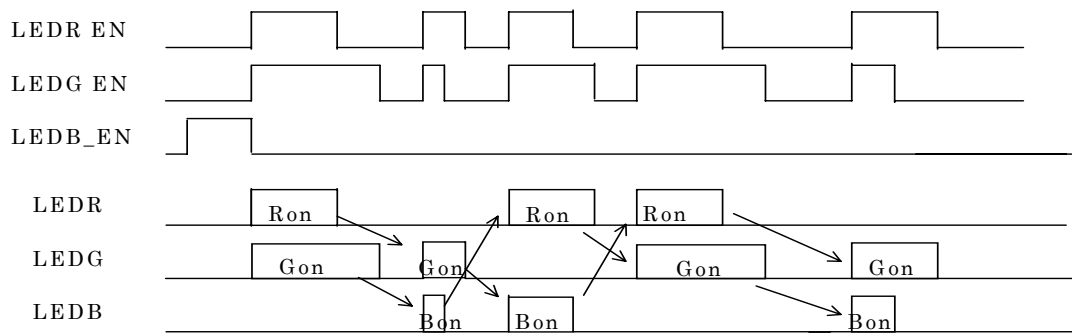 LEDR EN
LEDG EN
LEDB_EN
LEDR Ron Ron Ron
LEDG Gon Gon Gon Gon
LEDB Bon Bon Bon